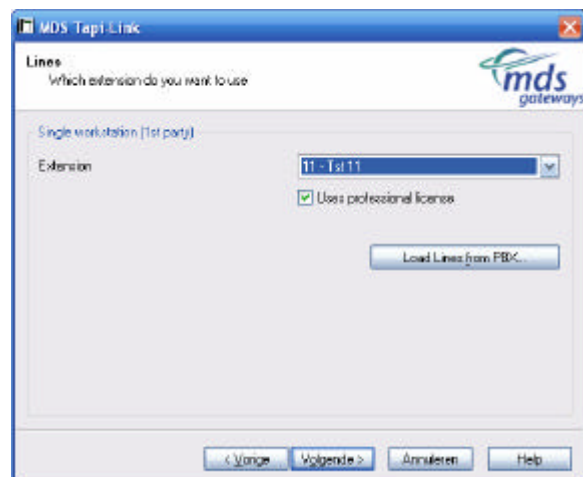 MDS Tapi-Link
Lines
Which extension do you want to use
mds
gateways
Single workstation (1st party)
Extension
11 - Tst 11
Uses professional license
Load Lines from PBX...
< Vorige
Volgende >
Annuleren
Help